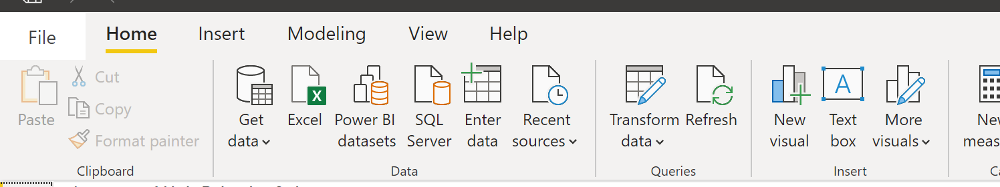 File
Home
Insert
Modeling
View
Help
Paste
Cut
Copy
Format painter
Clipboard
Get
data
Excel
Power BI
datasets
SQL
Server
Enter
data
Recent
sources
Data
Transform
data
Refresh
Queries
New
visual
A
Text
box
More
visuals
Insert